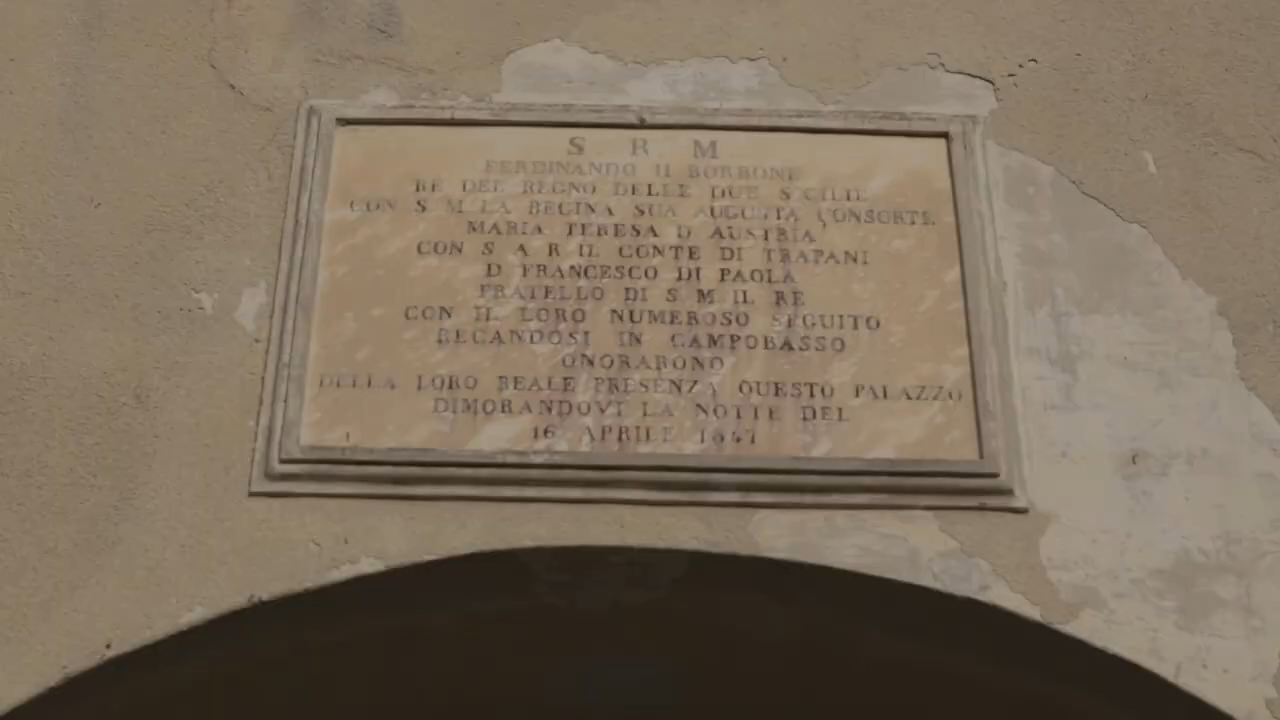 S R M
FERDINANDO II BORBONE
RE DEL REGNO DELLE DUE SICILIE
CON S M LA REGINA SUA AUGUSTA CONSORTE
MARIA TERESA D AUSTRIA
CON S A R IL CONTE DI TRAPANI
D FRANCESCO DI PAOLA
FRATELLO DI S M IL RE
CON IL LORO NUMEROSO SEGUITO
RECANDOSI IN CAMPOBASSO
ONORARONO
DELLA LORO REALE PRESENZA QUESTO PALAZZO
DIMORANDOVI LA NOTTE DEL
16 APRILE 1847